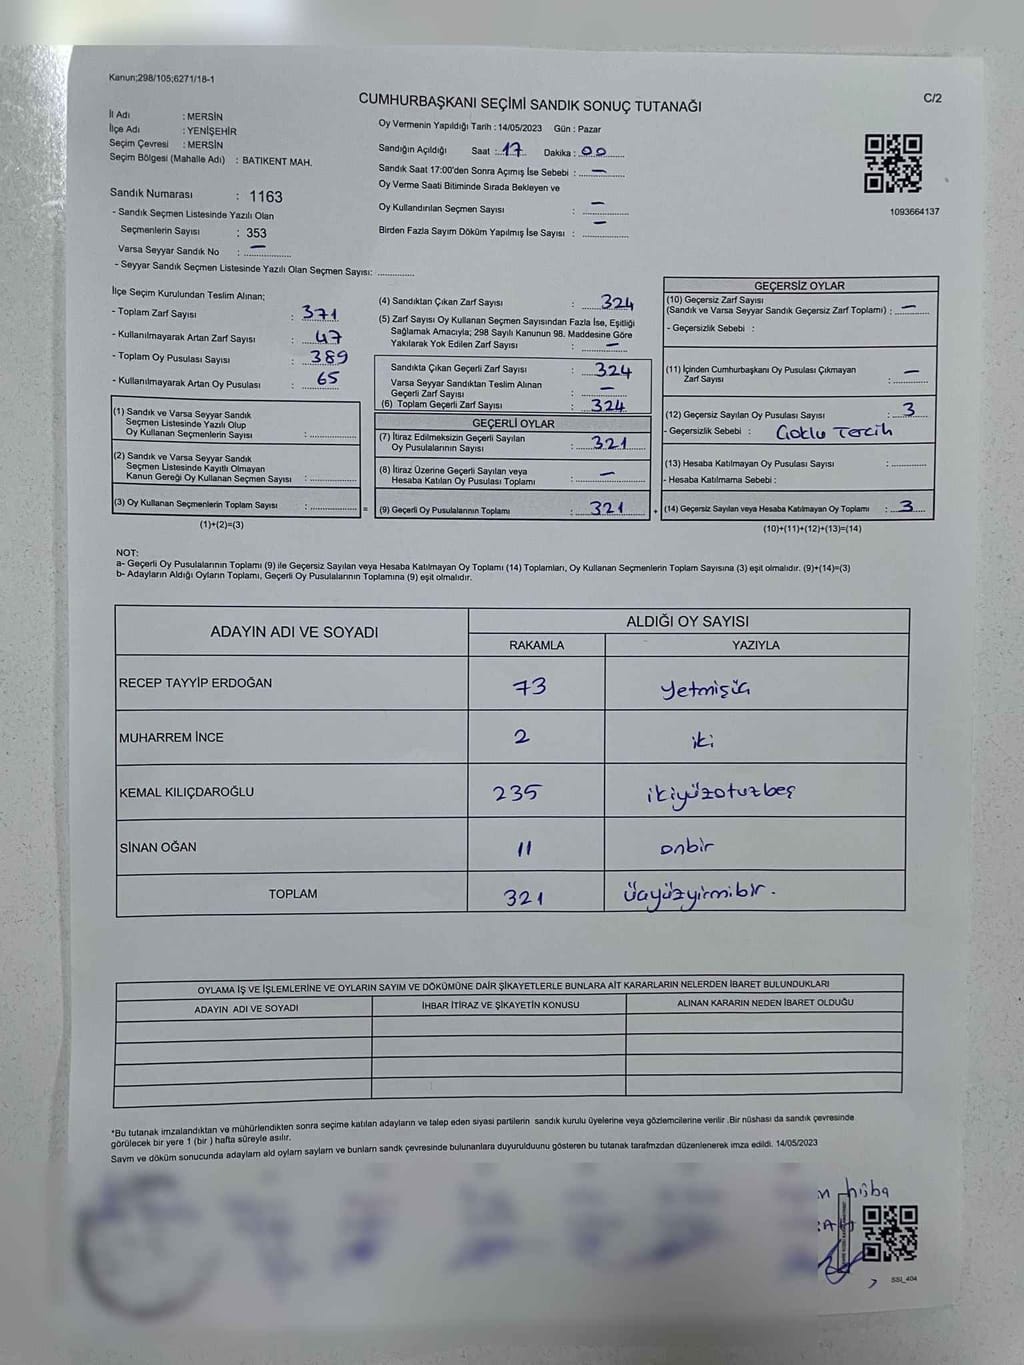 Kanun;298/105;6271/18-1
C/2
CUMHURBAŞKANI SEÇİMİ SANDIK SONUÇ TUTANAĞI
İl Adı : MERSİN
İlçe Adı : YENİŞEHİR
Seçim Çevresi : MERSİN
Seçim Bölgesi (Mahalle Adı) : BATIKENT MAH.
Sandık Numarası : 1163
- Sandık Seçmen Listesinde Yazılı Olan
Seçmenlerin Sayısı : 353
Varsa Seyyar Sandık No : —
- Seyyar Sandık Seçmen Listesinde Yazılı Olan Seçmen Sayısı: ..............
Oy Vermenin Yapıldığı Tarih : 14/05/2023 Gün : Pazar
Sandığın Açıldığı Saat : 17 Dakika : 00
Sandık Saat 17:00'den Sonra Açımış İse Sebebi : —
Oy Verme Saati Bitiminde Sırada Bekleyen ve
Oy Kullandırılan Seçmen Sayısı : —
Birden Fazla Sayım Döküm Yapılmış İse Sayısı : —
1093664137
İlçe Seçim Kurulundan Teslim Alınan;
- Toplam Zarf Sayısı : 371
- Kullanılmayarak Artan Zarf Sayısı : 47
- Toplam Oy Pusulası Sayısı : 389
- Kullanılmayarak Artan Oy Pusulası : 65
(1) Sandık ve Varsa Seyyar Sandık
Seçmen Listesinde Yazılı Olup
Oy Kullanan Seçmenlerin Sayısı : ..............
(2) Sandık ve Varsa Seyyar Sandık
Seçmen Listesinde Kayıtlı Olmayan
Kanun Gereği Oy Kullanan Seçmen Sayısı : ..............
(3) Oy Kullanan Seçmenlerin Toplam Sayısı : ..............
(1)+(2)=(3)
(4) Sandıktan Çıkan Zarf Sayısı : 324
(5) Zarf Sayısı Oy Kullanan Seçmen Sayısından Fazla İse, Eşitliği
Sağlamak Amacıyla; 298 Sayılı Kanunun 98. Maddesine Göre
Yakılarak Yok Edilen Zarf Sayısı : —
Sandıkta Çıkan Geçerli Zarf Sayısı : 324
Varsa Seyyar Sandıktan Teslim Alınan
Geçerli Zarf Sayısı : —
(6) Toplam Geçerli Zarf Sayısı : 324
GEÇERLİ OYLAR
(7) İtiraz Edilmeksizin Geçerli Sayılan
Oy Pusulalarının Sayısı : 321
(8) İtiraz Üzerine Geçerli Sayılan veya
Hesaba Katılan Oy Pusulası Toplamı : —
= (9) Geçerli Oy Pusulalarının Toplamı : 321 +
GEÇERSİZ OYLAR
(10) Geçersiz Zarf Sayısı
(Sandık ve Varsa Seyyar Sandık Geçersiz Zarf Toplamı) : —
- Geçersizlik Sebebi :
(11) İçinden Cumhurbaşkanı Oy Pusulası Çıkmayan
Zarf Sayısı : —
(12) Geçersiz Sayılan Oy Pusulası Sayısı : 3
- Geçersizlik Sebebi : Çoklu Tercih
(13) Hesaba Katılmayan Oy Pusulası Sayısı : ..............
- Hesaba Katılmama Sebebi :
(14) Geçersiz Sayılan veya Hesaba Katılmayan Oy Toplamı : 3
(10)+(11)+(12)+(13)=(14)
NOT:
a- Geçerli Oy Pusulalarının Toplamı (9) ile Geçersiz Sayılan veya Hesaba Katılmayan Oy Toplamı (14) Toplamları, Oy Kullanan Seçmenlerin Toplam Sayısına (3) eşit olmalıdır. (9)+(14)=(3)
b- Adayların Aldığı Oyların Toplamı, Geçerli Oy Pusulalarının Toplamına (9) eşit olmalıdır.
ADAYIN ADI VE SOYADI
ALDIĞI OY SAYISI
RAKAMLA YAZIYLA
RECEP TAYYİP ERDOĞAN 73 Yetmişüç
MUHARREM İNCE 2 iki
KEMAL KILIÇDAROĞLU 235 ikiyüzotuzbeş
SİNAN OĞAN 11 onbir
TOPLAM 321 üçyüzyirmibir.
OYLAMA İŞ VE İŞLEMLERİNE VE OYLARIN SAYIM VE DÖKÜMÜNE DAİR ŞİKAYETLERLE BUNLARA AİT KARARLARIN NELERDEN İBARET BULUNDUKLARI
ADAYIN ADI VE SOYADI İHBAR İTİRAZ VE ŞİKAYETİN KONUSU ALINAN KARARIN NEDEN İBARET OLDUĞU
*Bu tutanak imzalandıktan ve mühürlendikten sonra seçime katılan adayların ve talep eden siyasi partilerin sandık kurulu üyelerine veya gözlemcilerine verilir .Bir nüshası da sandık çevresinde
görülecek bir yere 1 (bir ) hafta süreyle asılır.
Sayım ve döküm sonucunda adayların aldı oyların sayıların ve bunların sandk çevresinde bulunanlara duyurulduunu gösteren bu tutanak tarafmzdan düzenlenerek imza edildi. 14/05/2023
SSI_404